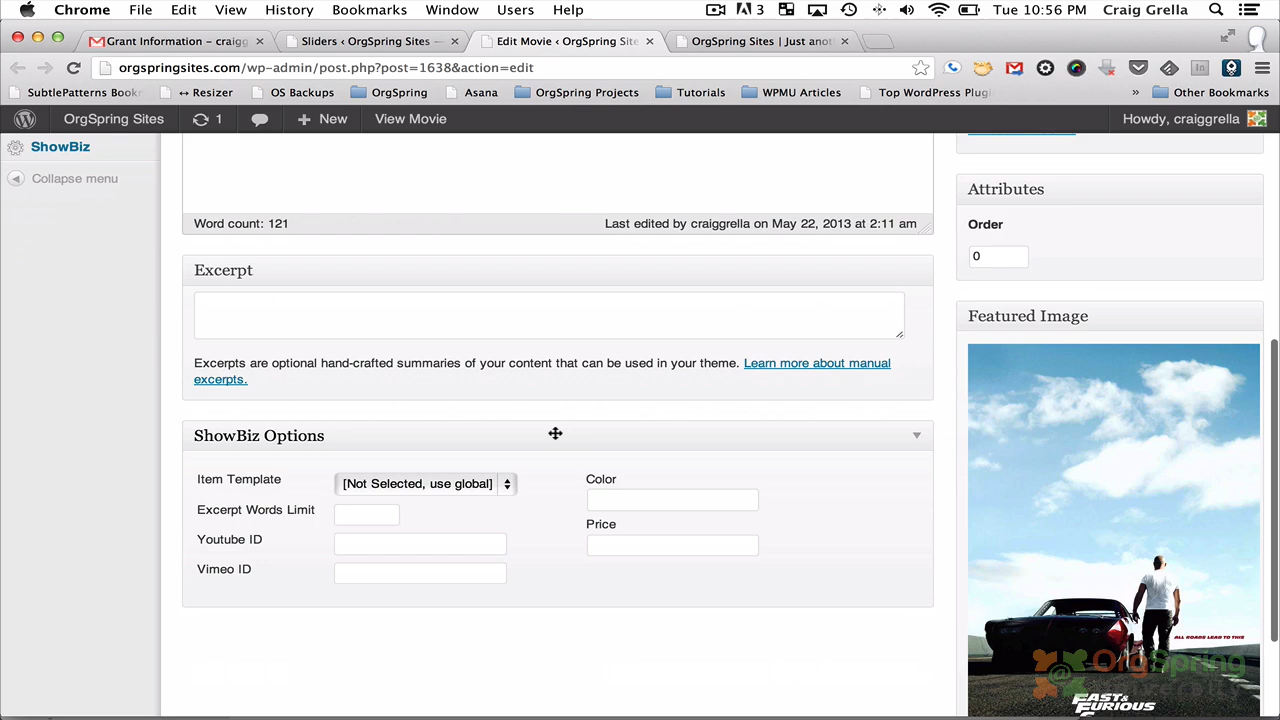 Chrome File Edit View History Bookmarks Window Users Help 3 Tue 10:56 PM Craig Grella
Grant Information – craigg Sliders ‹ OrgSpring Sites — Edit Movie ‹ OrgSpring Site OrgSpring Sites | Just anot
orgspringsites.com/wp-admin/post.php?post=1638&action=edit
SubtlePatterns Book ↔ Resizer OS Backups OrgSpring Asana OrgSpring Projects Tutorials WPMU Articles Top WordPress Plugi » Other Bookmarks
OrgSpring Sites 1 + New View Movie Howdy, craiggrella
ShowBiz
Collapse menu
Word count: 121 Last edited by craiggrella on May 22, 2013 at 2:11 am
Excerpt
Excerpts are optional hand-crafted summaries of your content that can be used in your theme. Learn more about manual
excerpts.
ShowBiz Options
Item Template [Not Selected, use global]
Excerpt Words Limit
Youtube ID
Vimeo ID
Color
Price
Attributes
Order
0
Featured Image
ALL ROADS LEAD TO THIS
OrgSpring
University
FAST & FURIOUS